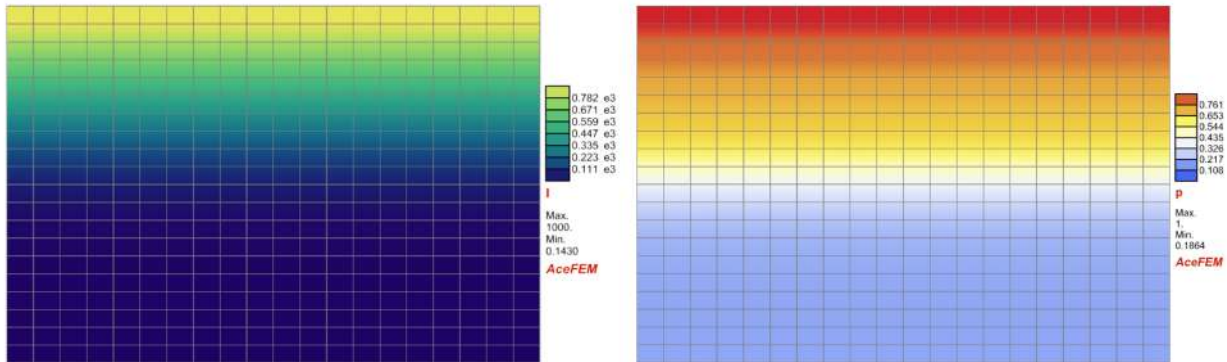 0.782 e3
0.671 e3
0.559 e3
0.447 e3
0.335 e3
0.223 e3
0.111 e3
I
Max.
1000.
Min.
0.1430
AceFEM
0.761
0.653
0.544
0.435
0.326
0.217
0.108
p
Max.
1.
Min.
0.1864
AceFEM